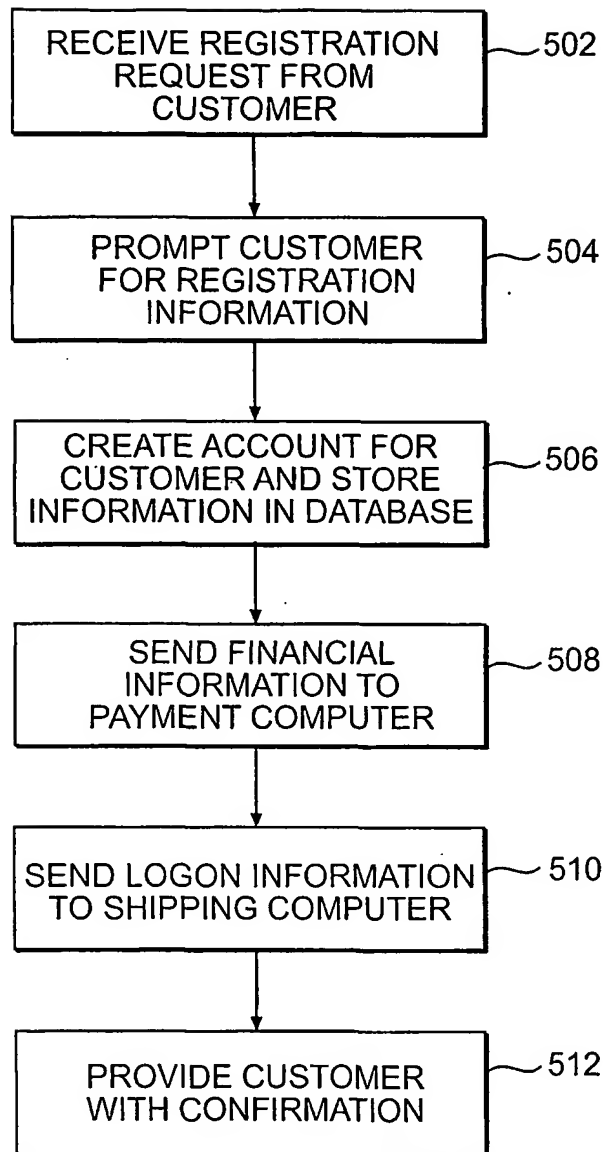 RECEIVE REGISTRATION
REQUEST FROM
CUSTOMER
502
PROMPT CUSTOMER
FOR REGISTRATION
INFORMATION
504
CREATE ACCOUNT FOR
CUSTOMER AND STORE
INFORMATION IN DATABASE
506
SEND FINANCIAL
INFORMATION TO
PAYMENT COMPUTER
508
SEND LOGON INFORMATION
TO SHIPPING COMPUTER
510
PROVIDE CUSTOMER
WITH CONFIRMATION
512